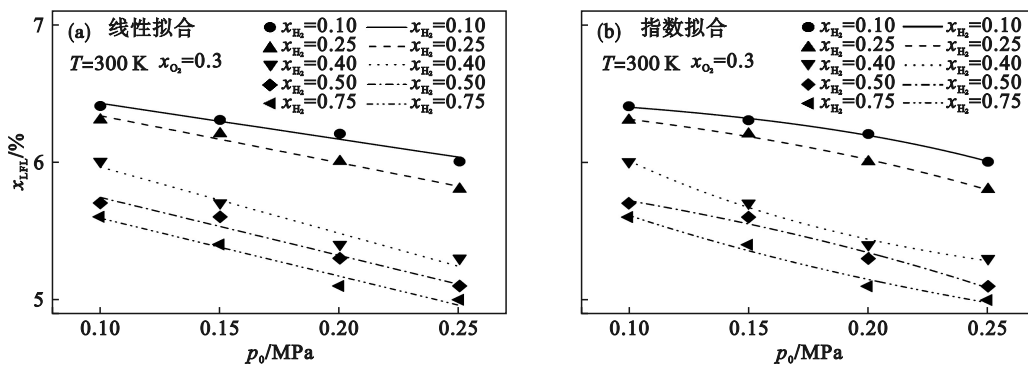 (a) 线性拟合
T=300 K x_O₂=0.3
x_H₂=0.10 x_H₂=0.10
x_H₂=0.25 x_H₂=0.25
x_H₂=0.40 x_H₂=0.40
x_H₂=0.50 x_H₂=0.50
x_H₂=0.75 x_H₂=0.75
7
6
5
x_LFL/%
0.10 0.15 0.20 0.25
p₀/MPa
(b) 指数拟合
T=300 K x_O₂=0.3
x_H₂=0.10 x_H₂=0.10
x_H₂=0.25 x_H₂=0.25
x_H₂=0.40 x_H₂=0.40
x_H₂=0.50 x_H₂=0.50
x_H₂=0.75 x_H₂=0.75
0.10 0.15 0.20 0.25
p₀/MPa